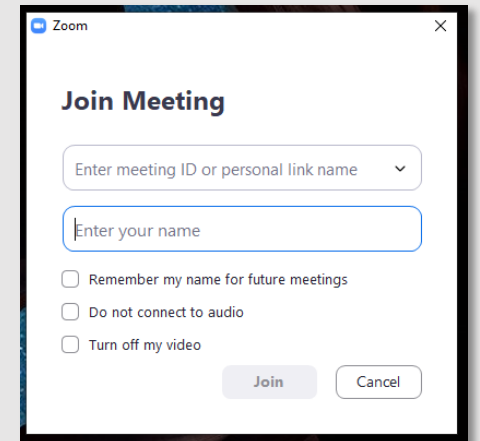 Zoom
Join Meeting
Enter meeting ID or personal link name
Enter your name
Remember my name for future meetings
Do not connect to audio
Turn off my video
Join Cancel